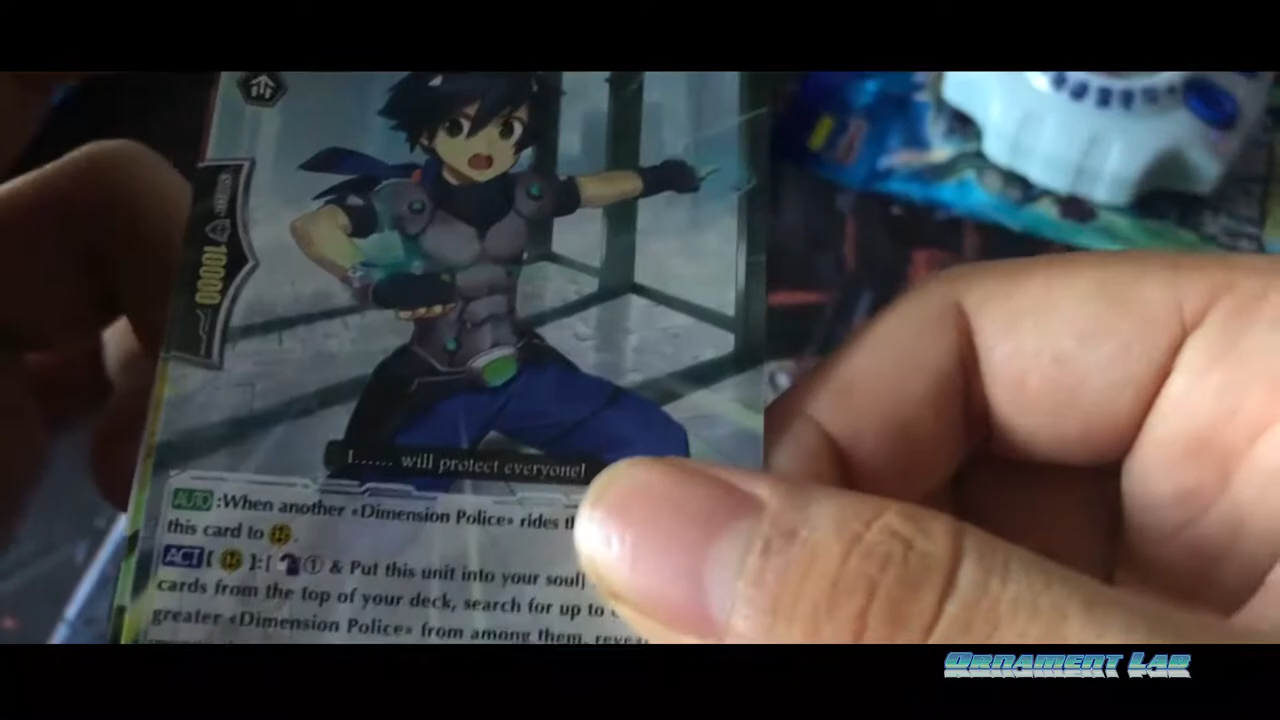 10000
I...... will protect everyone!
AUTO :When another «Dimension Police» rides
this card to
ACT [ ]:[ ① & Put this unit into your soul]
cards from the top of your deck, search for up to
greater «Dimension Police» from among them,
ORNAMENT LAB